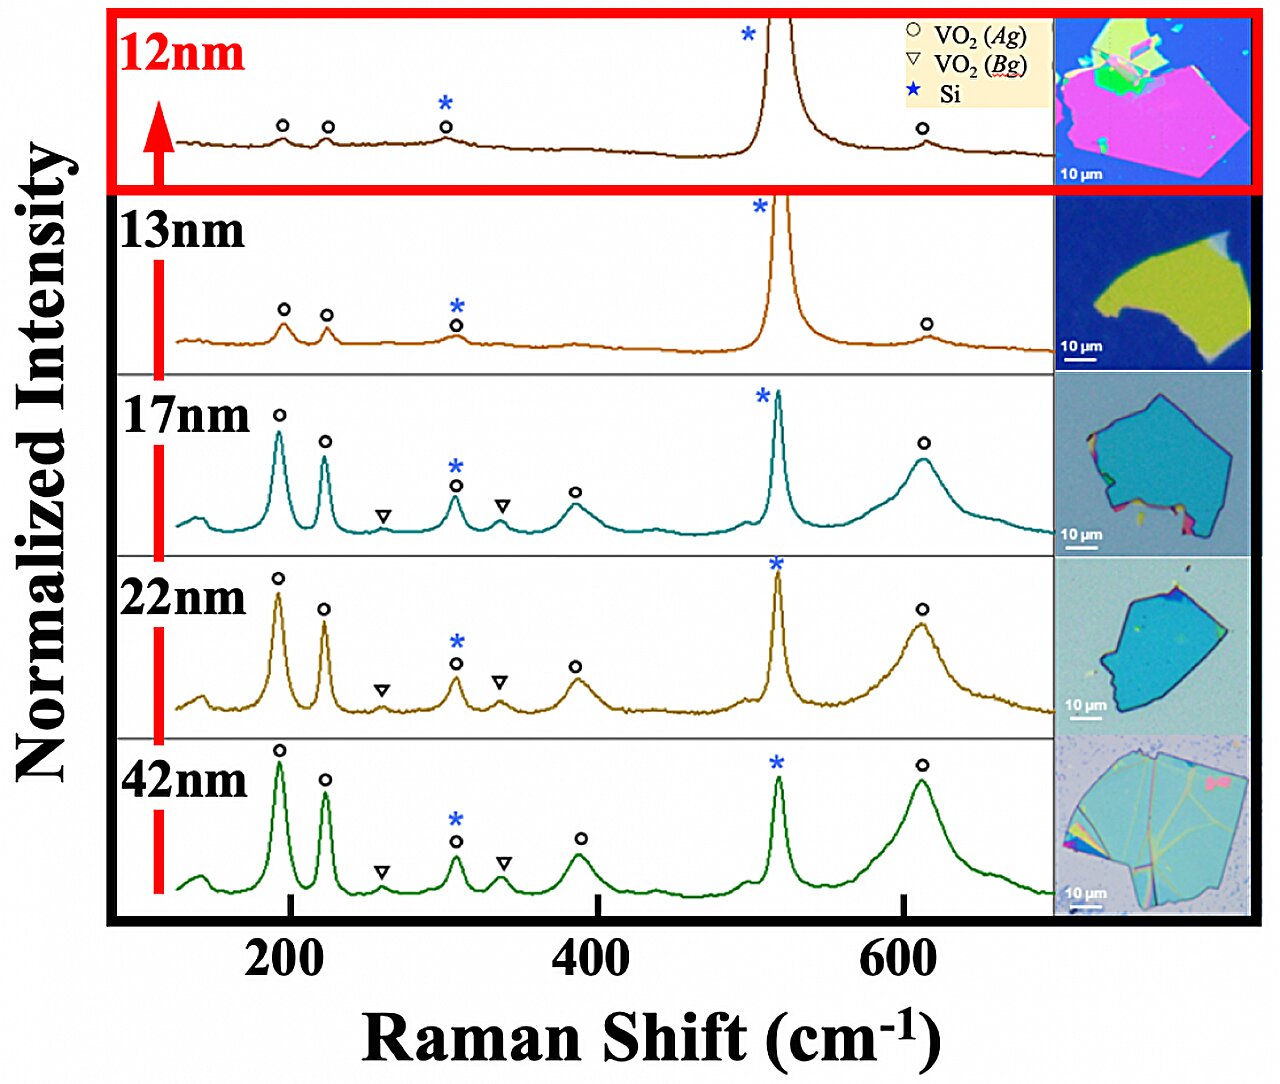 12nm
○ VO₂ (Ag)
▽ VO₂ (Bg)
★ Si
10 μm
13nm
10 μm
17nm
10 μm
22nm
10 μm
42nm
10 μm
Normalized Intensity
200 400 600
Raman Shift (cm⁻¹)